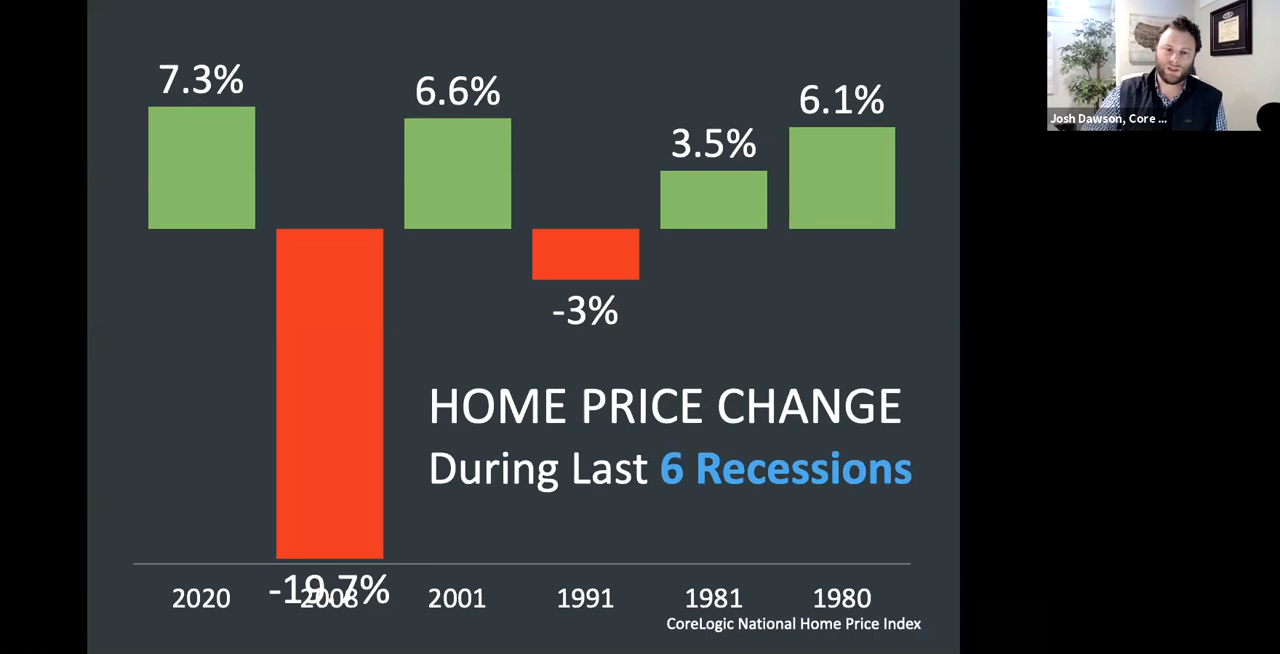 7.3%
6.6%
6.1%
3.5%
-3%
HOME PRICE CHANGE
During Last 6 Recessions
-19.7%
2020 2008 2001 1991 1981 1980
CoreLogic National Home Price Index
Josh Dawson, Core ...